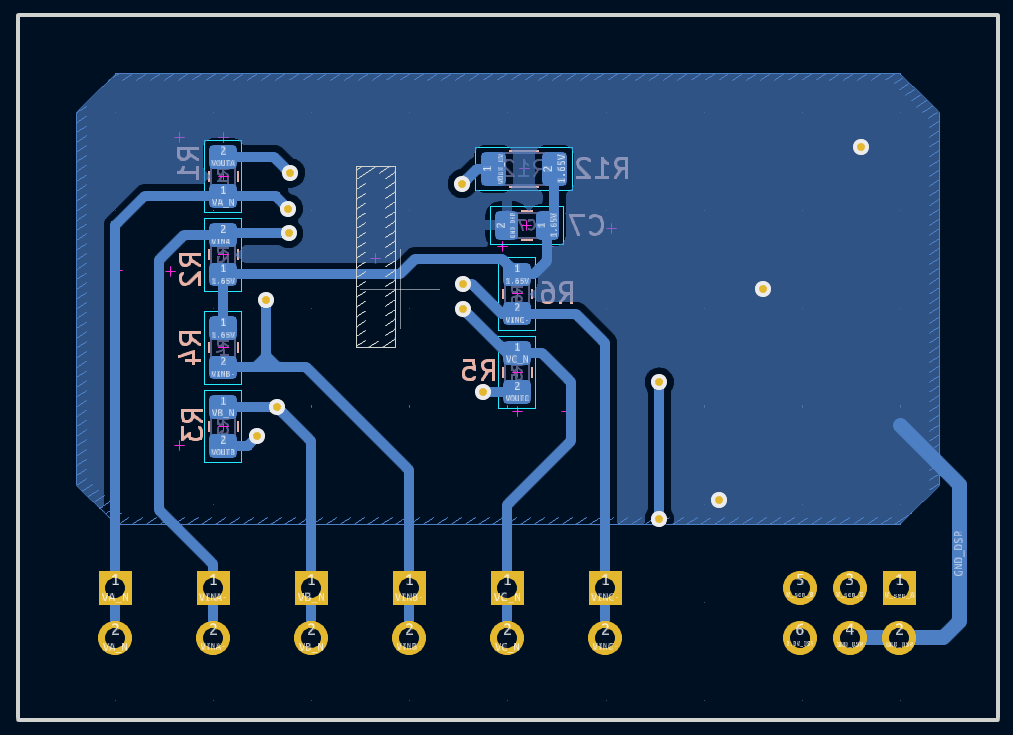 R1
2
VOUTA
1
VA_N
R12
1
2
1.65V
C7
2
1
1.65V
R2
2
VINA
1
1.65V
R6
1
1.65V
2
VINC
R4
1
1.65V
2
VINB
R5
1
VC_N
2
VOUTC
R3
1
VB_N
2
VOUTB
GND_DSP
1
VA_N
1
VINA
1
VB_N
1
VINB
1
VC_N
1
VINC
5
3
1
2
VA_N
2
VINA
2
VB_N
2
VINB
2
VC_N
2
VINC
6
4
2